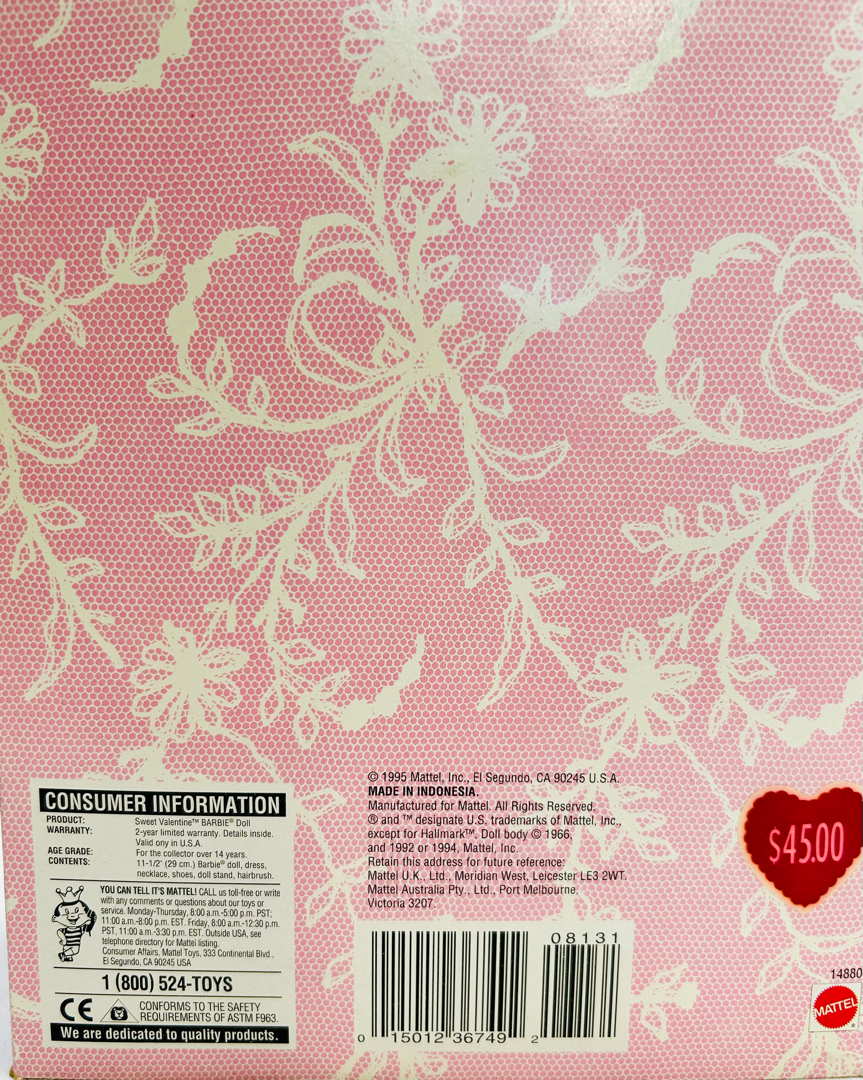 CONSUMER INFORMATION
PRODUCT: Sweet Valentine™ BARBIE® Doll
WARRANTY: 2-year limited warranty. Details inside.
Valid only in U.S.A.
AGE GRADE: For the collector over 14 years.
CONTENTS: 11-1/2" (29 cm.) Barbie® doll, dress,
necklace, shoes, doll stand, hairbrush.
YOU CAN TELL IT'S MATTEL! CALL us toll-free or write
with any comments or questions about our toys or
service. Monday-Thursday, 8:00 a.m.-5:00 p.m. PST;
11:00 a.m.-8:00 p.m. EST. Friday, 8:00 a.m.-12:30 p.m.
PST, 11:00 a.m.-3:30 p.m. EST. Outside USA, see
telephone directory for Mattel listing.
Consumer Affairs, Mattel Toys, 333 Continental Blvd.,
El Segundo, CA 90245 USA
1 (800) 524-TOYS
CE CONFORMS TO THE SAFETY
REQUIREMENTS OF ASTM F963.
We are dedicated to quality products.
© 1995 Mattel, Inc., El Segundo, CA 90245 U.S.A.
MADE IN INDONESIA.
Manufactured for Mattel. All Rights Reserved.
® and ™ designate U.S. trademarks of Mattel, Inc.,
except for Hallmark™. Doll body © 1966,
and 1992 or 1994, Mattel, Inc.
Retain this address for future reference:
Mattel U.K., Ltd., Meridian West, Leicester LE3 2WT.
Mattel Australia Pty., Ltd., Port Melbourne,
Victoria 3207.
08131
0 15012 36749 2
$45.00
14880
MATTEL